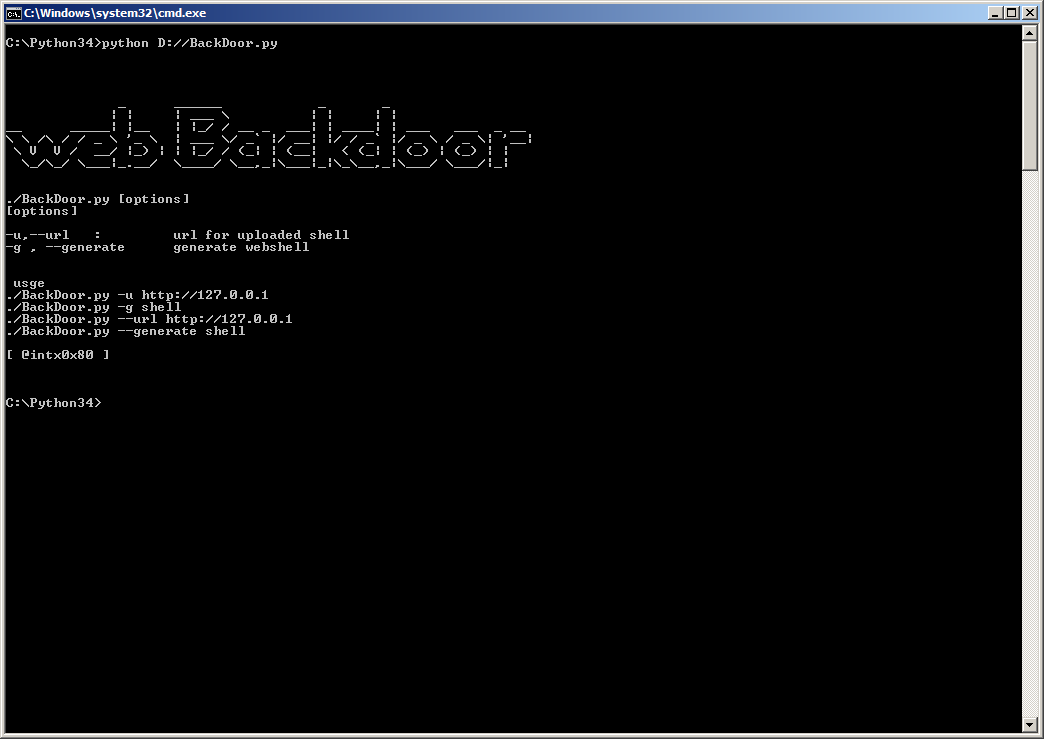 C:\Windows\system32\cmd.exe
C:\Python34>python D://BackDoor.py
web Backdoor
./BackDoor.py [options]
[options]
-u,--url   :         url for uploaded shell
-g , --generate      generate webshell
usge
./BackDoor.py -u http://127.0.0.1
./BackDoor.py -g shell
./BackDoor.py --url http://127.0.0.1
./BackDoor.py --generate shell
[ @intx0x80 ]
C:\Python34>